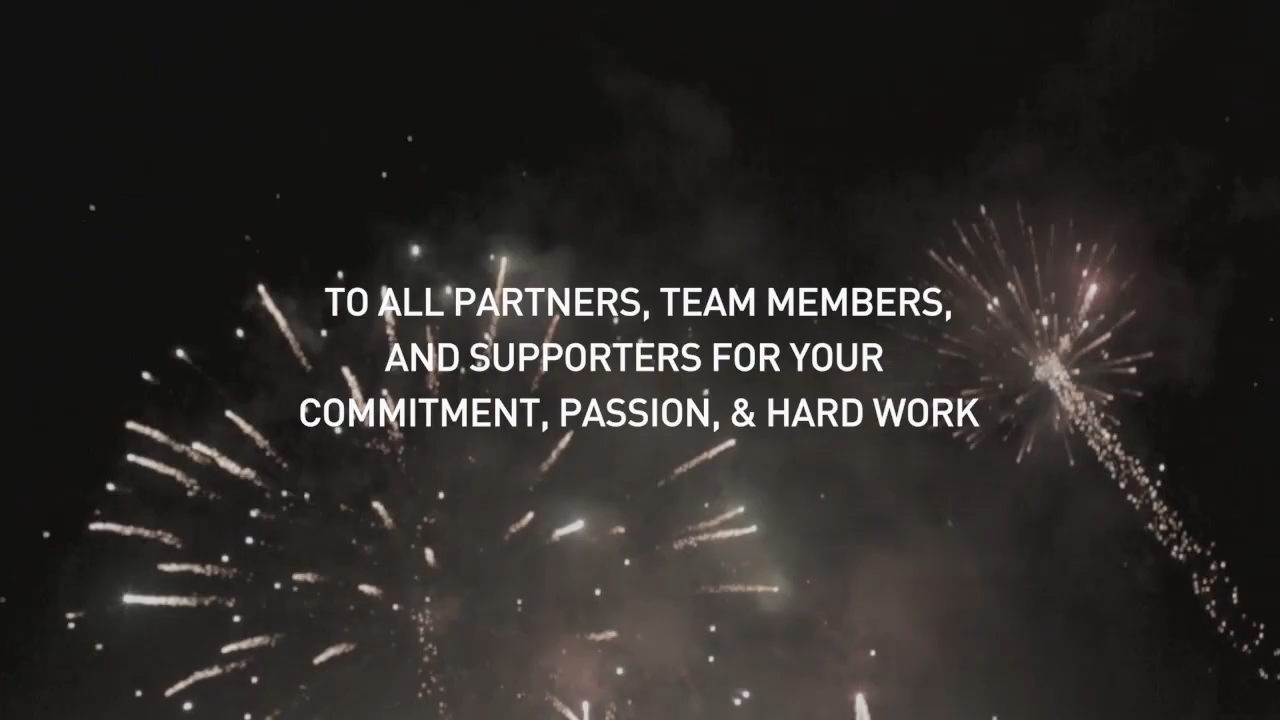 TO ALL PARTNERS, TEAM MEMBERS,
AND SUPPORTERS FOR YOUR
COMMITMENT, PASSION, & HARD WORK